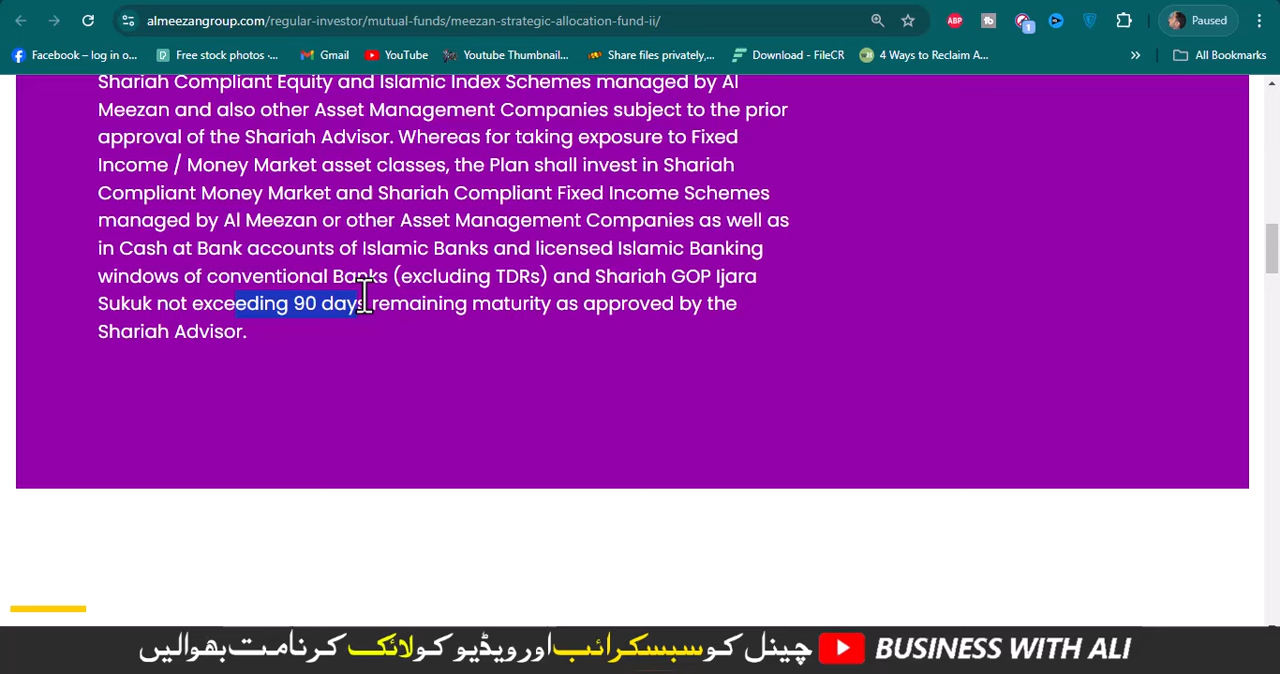 almeezangroup.com/regular-investor/mutual-funds/meezan-strategic-allocation-fund-ii/
ABP
1
Paused
Facebook – log in o...
Free stock photos ·...
Gmail
YouTube
Youtube Thumbnail...
Share files privately,...
Download - FileCR
4 Ways to Reclaim A...
»
All Bookmarks
Shariah Compliant Equity and Islamic Index Schemes managed by Al
Meezan and also other Asset Management Companies subject to the prior
approval of the Shariah Advisor. Whereas for taking exposure to Fixed
Income / Money Market asset classes, the Plan shall invest in Shariah
Compliant Money Market and Shariah Compliant Fixed Income Schemes
managed by Al Meezan or other Asset Management Companies as well as
in Cash at Bank accounts of Islamic Banks and licensed Islamic Banking
windows of conventional Banks (excluding TDRs) and Shariah GOP Ijara
Sukuk not exceeding 90 days remaining maturity as approved by the
Shariah Advisor.
چینل کو سبسکرائب اور ویڈیو کو لائک کرنا مت بھولیں
BUSINESS WITH ALI